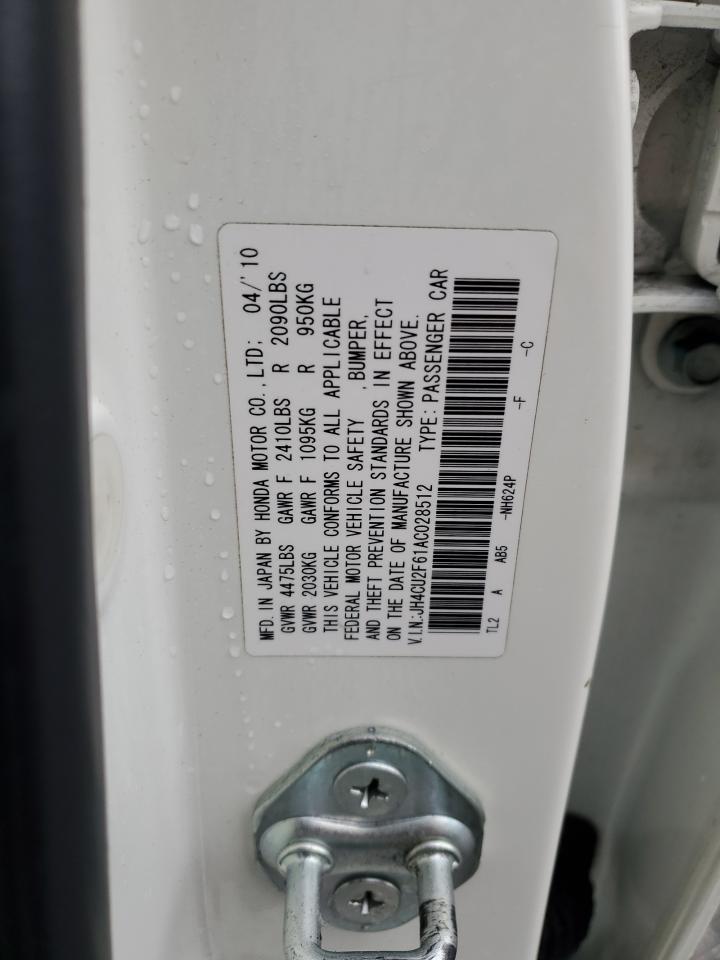 MFD. IN JAPAN BY HONDA MOTOR CO., LTD; 04/'10
GVWR 4475LBS GAWR F 2410LBS R 2090LBS
GVWR 2030KG GAWR F 1095KG R 950KG
THIS VEHICLE CONFORMS TO ALL APPLICABLE
FEDERAL MOTOR VEHICLE SAFETY , BUMPER,
AND THEFT PREVENTION STANDARDS IN EFFECT
ON THE DATE OF MANUFACTURE SHOWN ABOVE.
V.I.N.:JH4CU2F61AC028512 TYPE: PASSENGER CAR
TL2 A AB5 -NH624P -F -C